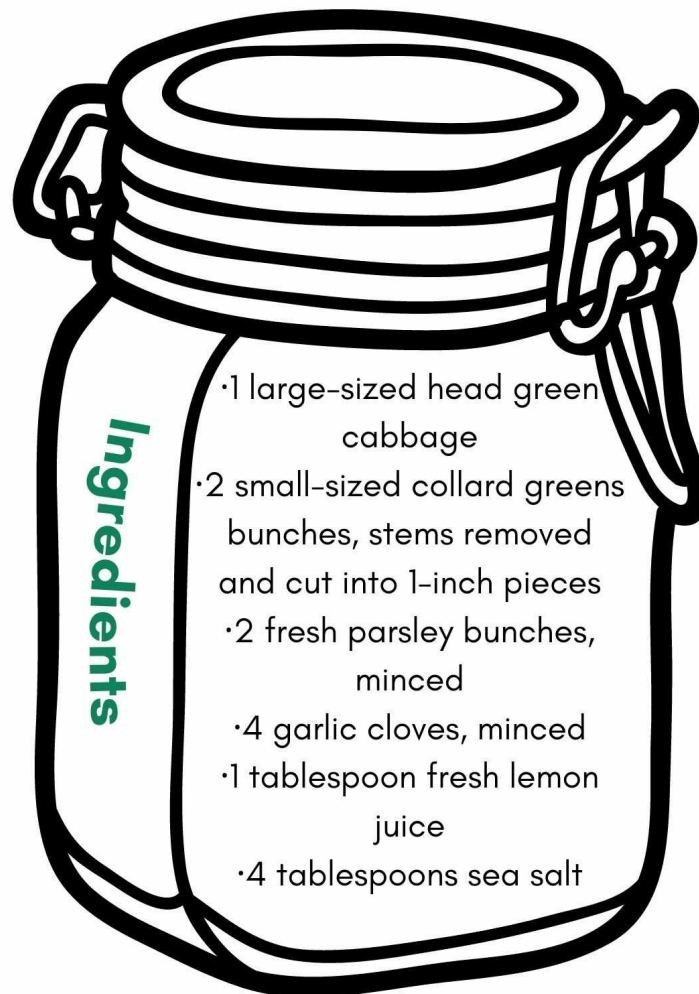 Ingredients
·1 large-sized head green
cabbage
·2 small-sized collard greens
bunches, stems removed
and cut into 1-inch pieces
·2 fresh parsley bunches,
minced
·4 garlic cloves, minced
·1 tablespoon fresh lemon
juice
·4 tablespoons sea salt